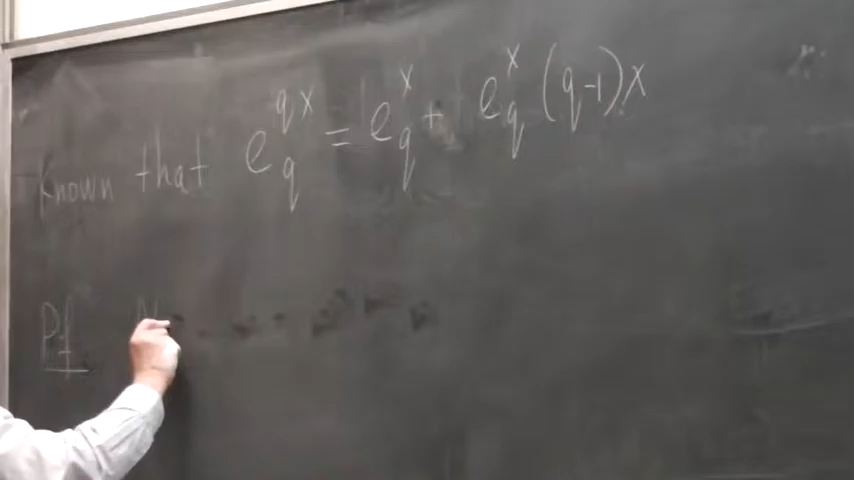 Known that e_q^{qx} = e_q^x + e_q^x (q-1)x
Pf